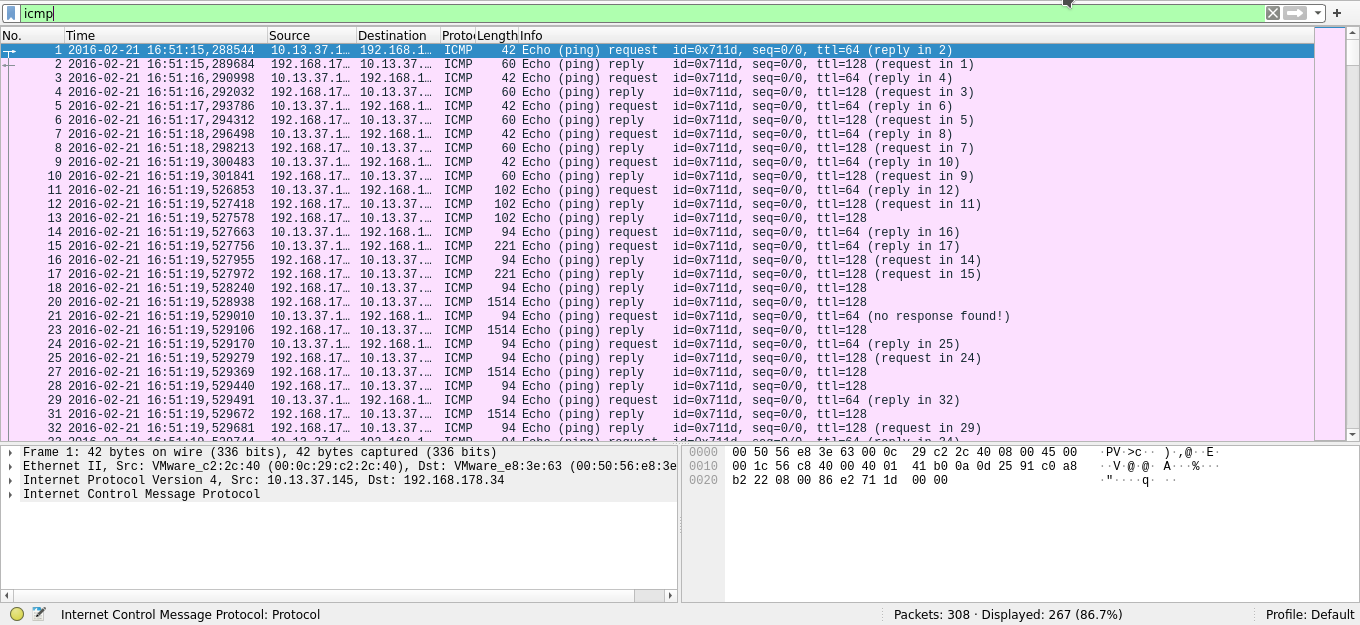 icmp
No. Time Source Destination Protoc Length Info
1 2016-02-21 16:51:15,288544 10.13.37.1… 192.168.1… ICMP 42 Echo (ping) request id=0x711d, seq=0/0, ttl=64 (reply in 2)
2 2016-02-21 16:51:15,289684 192.168.17… 10.13.37.… ICMP 60 Echo (ping) reply id=0x711d, seq=0/0, ttl=128 (request in 1)
3 2016-02-21 16:51:16,290998 10.13.37.1… 192.168.1… ICMP 42 Echo (ping) request id=0x711d, seq=0/0, ttl=64 (reply in 4)
4 2016-02-21 16:51:16,292032 192.168.17… 10.13.37.… ICMP 60 Echo (ping) reply id=0x711d, seq=0/0, ttl=128 (request in 3)
5 2016-02-21 16:51:17,293786 10.13.37.1… 192.168.1… ICMP 42 Echo (ping) request id=0x711d, seq=0/0, ttl=64 (reply in 6)
6 2016-02-21 16:51:17,294312 192.168.17… 10.13.37.… ICMP 60 Echo (ping) reply id=0x711d, seq=0/0, ttl=128 (request in 5)
7 2016-02-21 16:51:18,296498 10.13.37.1… 192.168.1… ICMP 42 Echo (ping) request id=0x711d, seq=0/0, ttl=64 (reply in 8)
8 2016-02-21 16:51:18,298213 192.168.17… 10.13.37.… ICMP 60 Echo (ping) reply id=0x711d, seq=0/0, ttl=128 (request in 7)
9 2016-02-21 16:51:19,300483 10.13.37.1… 192.168.1… ICMP 42 Echo (ping) request id=0x711d, seq=0/0, ttl=64 (reply in 10)
10 2016-02-21 16:51:19,301841 192.168.17… 10.13.37.… ICMP 60 Echo (ping) reply id=0x711d, seq=0/0, ttl=128 (request in 9)
11 2016-02-21 16:51:19,526853 10.13.37.1… 192.168.1… ICMP 102 Echo (ping) request id=0x711d, seq=0/0, ttl=64 (reply in 12)
12 2016-02-21 16:51:19,527418 192.168.17… 10.13.37.… ICMP 102 Echo (ping) reply id=0x711d, seq=0/0, ttl=128 (request in 11)
13 2016-02-21 16:51:19,527578 192.168.17… 10.13.37.… ICMP 102 Echo (ping) reply id=0x711d, seq=0/0, ttl=128
14 2016-02-21 16:51:19,527663 10.13.37.1… 192.168.1… ICMP 94 Echo (ping) request id=0x711d, seq=0/0, ttl=64 (reply in 16)
15 2016-02-21 16:51:19,527756 10.13.37.1… 192.168.1… ICMP 221 Echo (ping) request id=0x711d, seq=0/0, ttl=64 (reply in 17)
16 2016-02-21 16:51:19,527955 192.168.17… 10.13.37.… ICMP 94 Echo (ping) reply id=0x711d, seq=0/0, ttl=128 (request in 14)
17 2016-02-21 16:51:19,527972 192.168.17… 10.13.37.… ICMP 221 Echo (ping) reply id=0x711d, seq=0/0, ttl=128 (request in 15)
18 2016-02-21 16:51:19,528240 192.168.17… 10.13.37.… ICMP 94 Echo (ping) reply id=0x711d, seq=0/0, ttl=128
20 2016-02-21 16:51:19,528938 192.168.17… 10.13.37.… ICMP 1514 Echo (ping) reply id=0x711d, seq=0/0, ttl=128
21 2016-02-21 16:51:19,529010 10.13.37.1… 192.168.1… ICMP 94 Echo (ping) request id=0x711d, seq=0/0, ttl=64 (no response found!)
23 2016-02-21 16:51:19,529106 192.168.17… 10.13.37.… ICMP 1514 Echo (ping) reply id=0x711d, seq=0/0, ttl=128
24 2016-02-21 16:51:19,529170 10.13.37.1… 192.168.1… ICMP 94 Echo (ping) request id=0x711d, seq=0/0, ttl=64 (reply in 25)
25 2016-02-21 16:51:19,529279 192.168.17… 10.13.37.… ICMP 94 Echo (ping) reply id=0x711d, seq=0/0, ttl=128 (request in 24)
27 2016-02-21 16:51:19,529369 192.168.17… 10.13.37.… ICMP 1514 Echo (ping) reply id=0x711d, seq=0/0, ttl=128
28 2016-02-21 16:51:19,529440 192.168.17… 10.13.37.… ICMP 94 Echo (ping) reply id=0x711d, seq=0/0, ttl=128
29 2016-02-21 16:51:19,529491 10.13.37.1… 192.168.1… ICMP 94 Echo (ping) request id=0x711d, seq=0/0, ttl=64 (reply in 32)
31 2016-02-21 16:51:19,529672 192.168.17… 10.13.37.… ICMP 1514 Echo (ping) reply id=0x711d, seq=0/0, ttl=128
32 2016-02-21 16:51:19,529681 192.168.17… 10.13.37.… ICMP 94 Echo (ping) reply id=0x711d, seq=0/0, ttl=128 (request in 29)
Frame 1: 42 bytes on wire (336 bits), 42 bytes captured (336 bits)
Ethernet II, Src: VMware_c2:2c:40 (00:0c:29:c2:2c:40), Dst: VMware_e8:3e:63 (00:50:56:e8:3e
Internet Protocol Version 4, Src: 10.13.37.145, Dst: 192.168.178.34
Internet Control Message Protocol
0000 00 50 56 e8 3e 63 00 0c 29 c2 2c 40 08 00 45 00 ·PV·>c·· )·,@··E·
0010 00 1c 56 c8 40 00 40 01 41 b0 0a 0d 25 91 c0 a8 ··V·@·@· A···%···
0020 b2 22 08 00 86 e2 71 1d 00 00 ·"····q· ··
Internet Control Message Protocol: Protocol
Packets: 308 · Displayed: 267 (86.7%)
Profile: Default